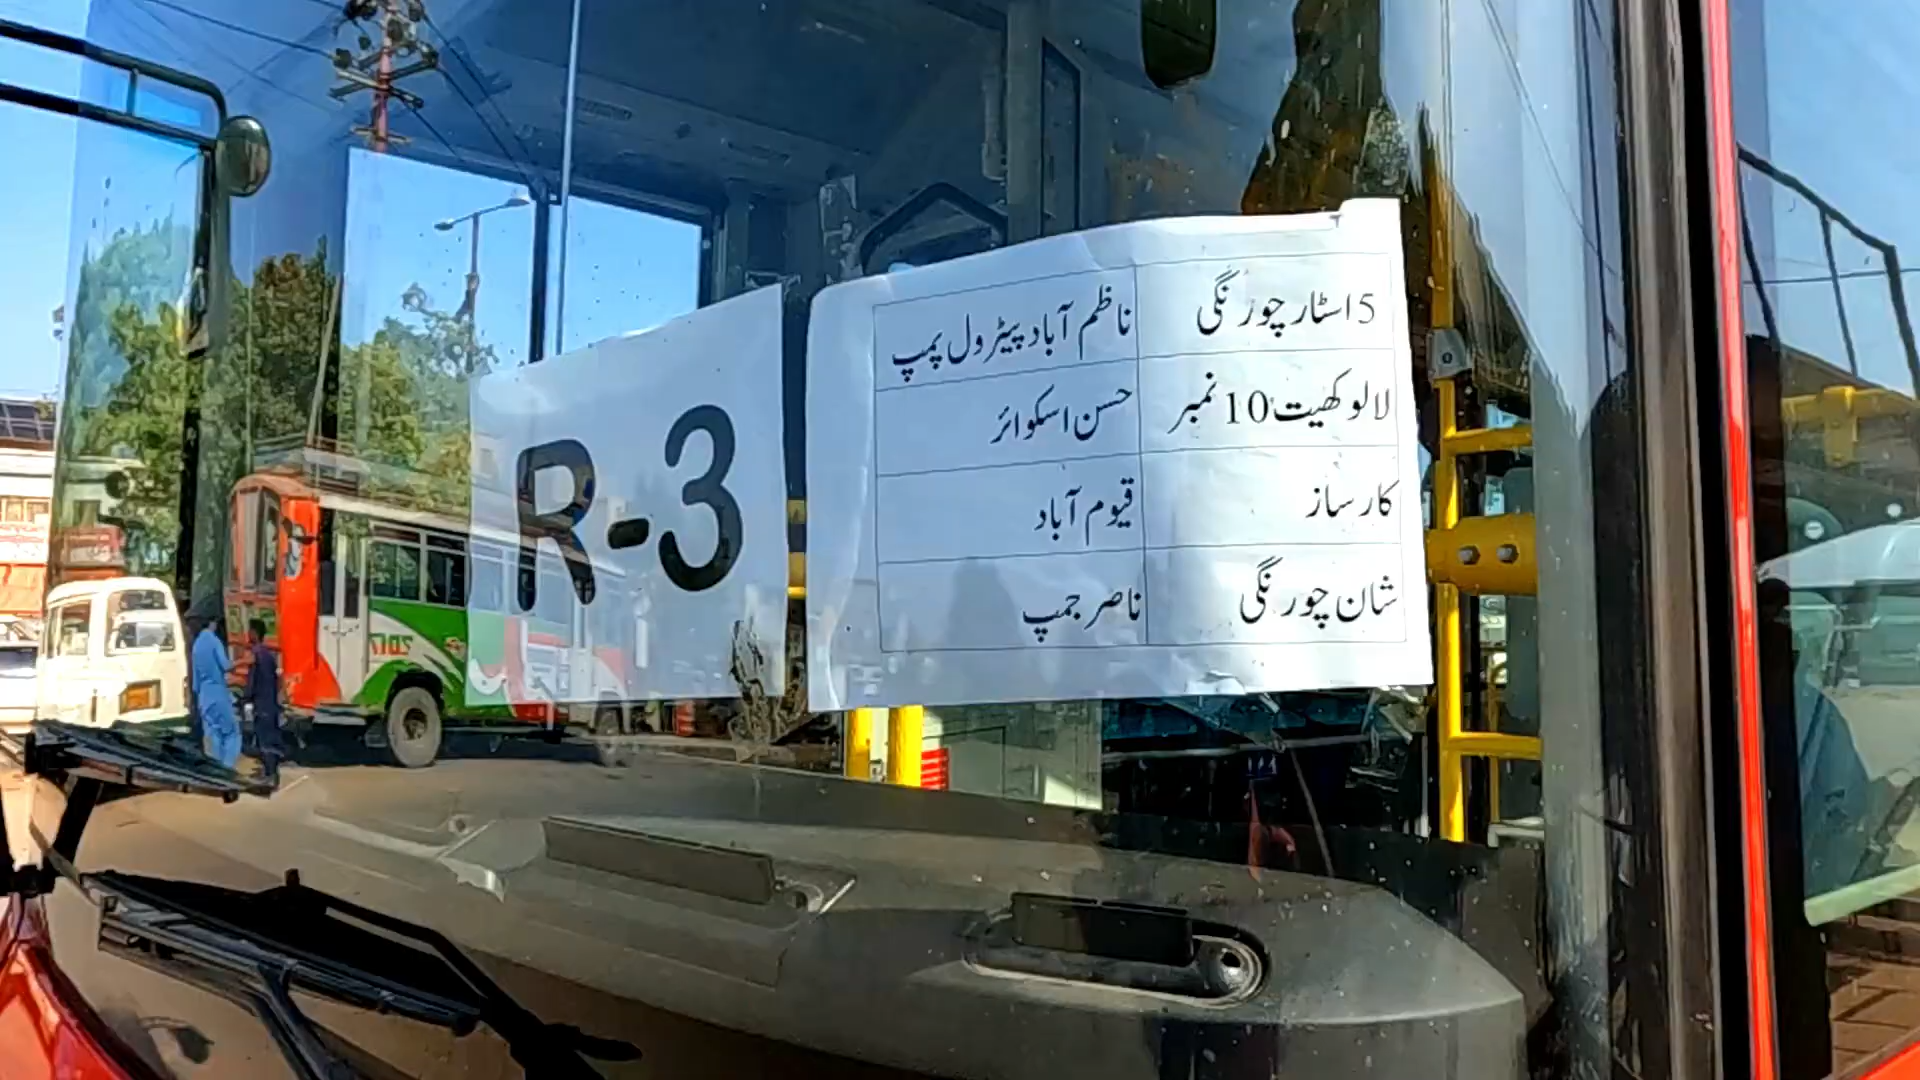 R-3
5 اسٹار چورنگی
ناظم آباد پیٹرول پمپ
لالو کھیت 10 نمبر
حسن اسکوائر
کارساز
قیوم آباد
شان چورنگی
ناصر جمپ